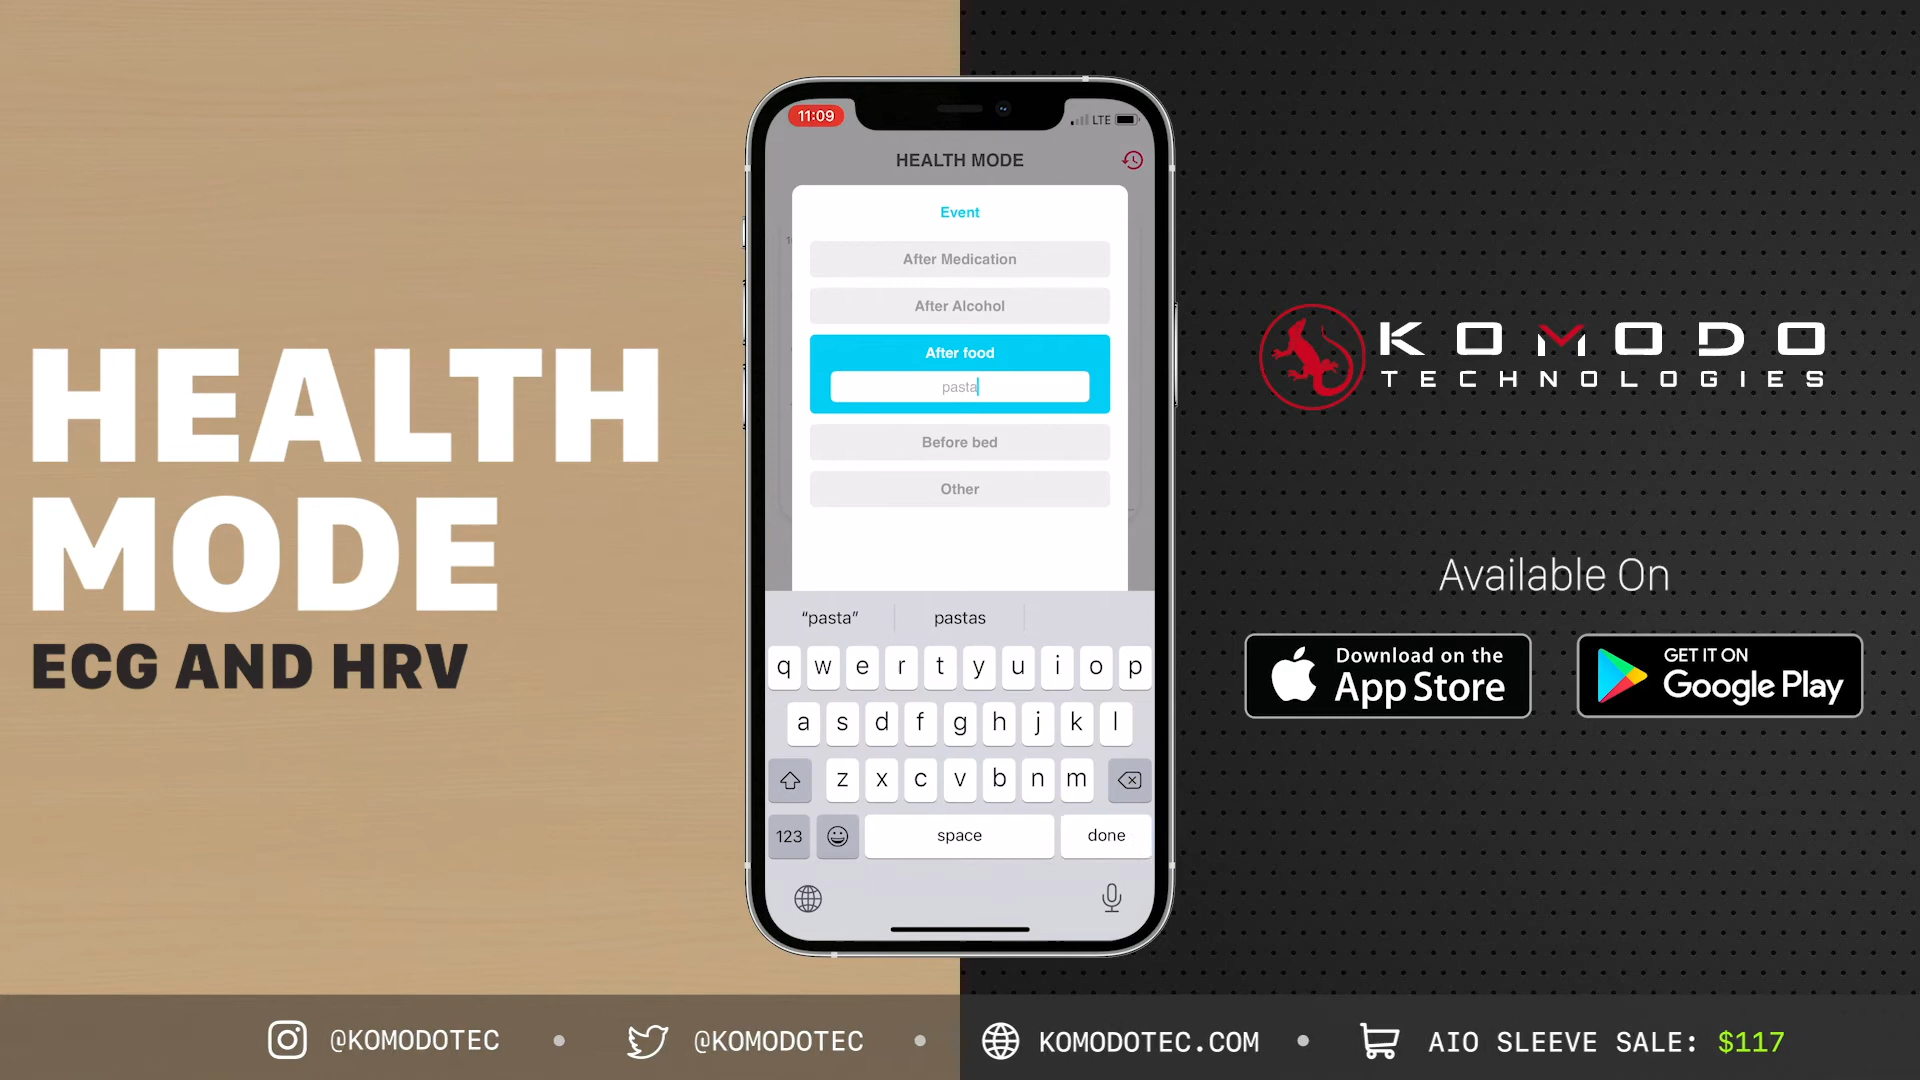 HEALTH
MODE
ECG AND HRV
11:09
LTE
HEALTH MODE
Event
After Medication
After Alcohol
After food
pasta
Before bed
Other
“pasta”
pastas
q w e r t y u i o p
a s d f g h j k l
z x c v b n m
123
space
done
KOMODO
TECHNOLOGIES
Available On
Download on the
App Store
GET IT ON
Google Play
@KOMODOTEC
@KOMODOTEC
KOMODOTEC.COM
AIO SLEEVE SALE: $117